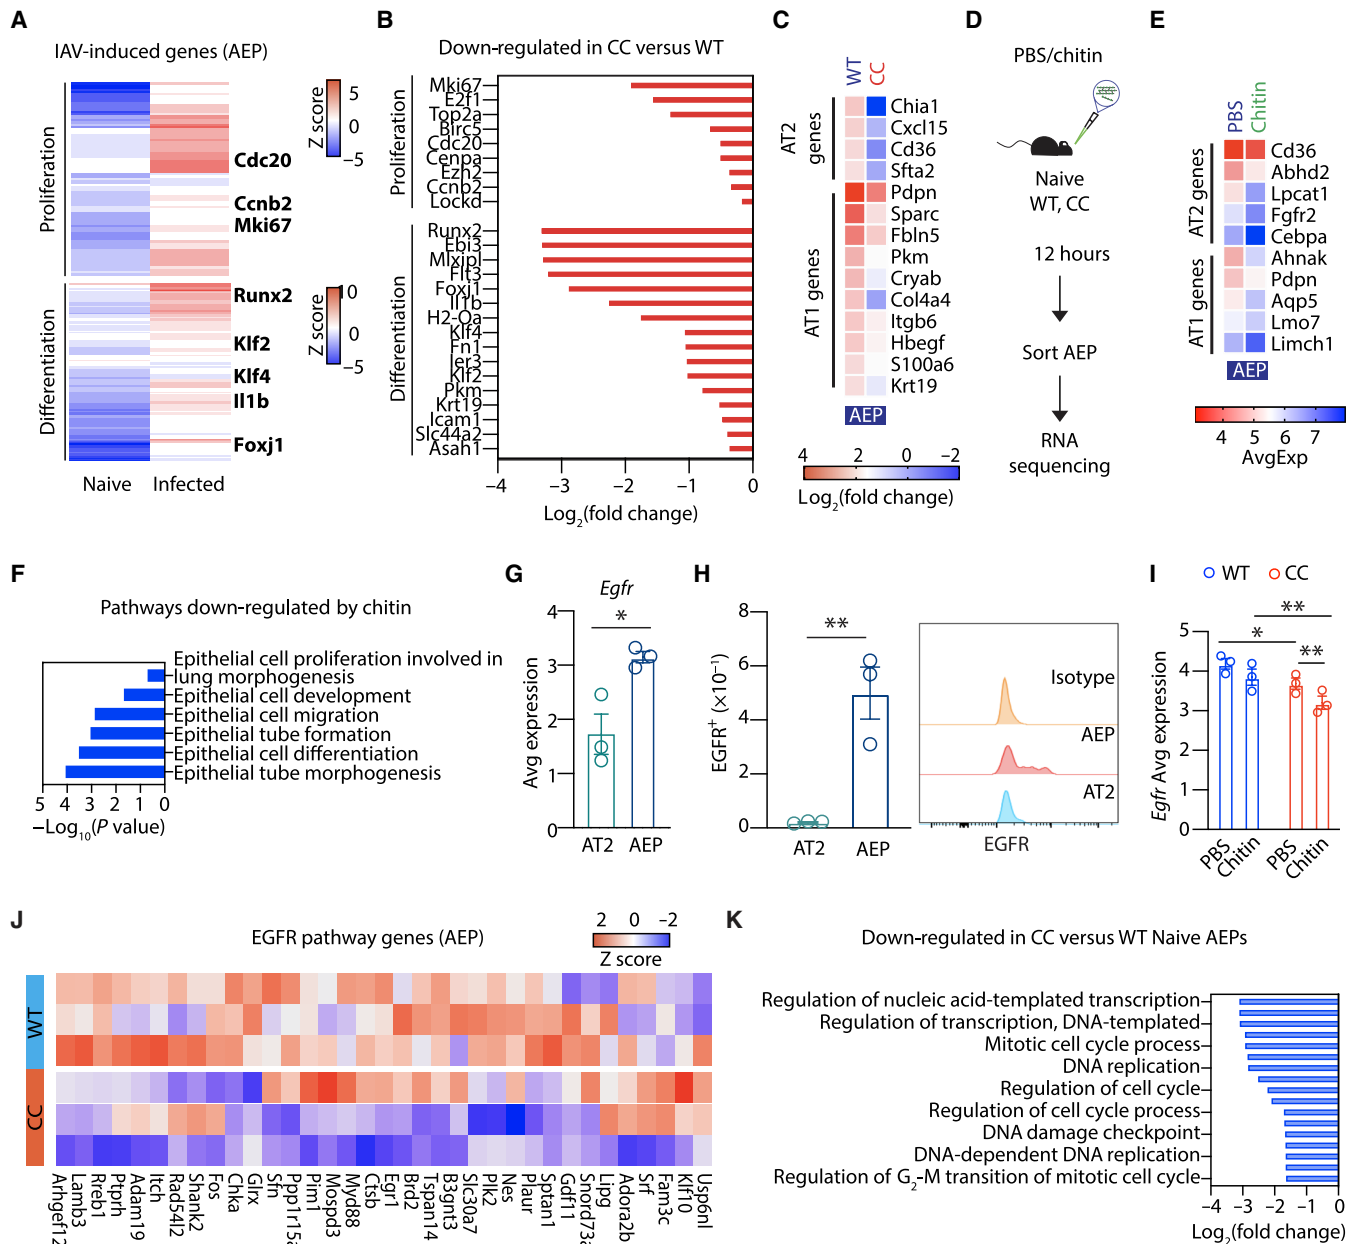 A
IAV-induced genes (AEP)
Proliferation
Differentiation
Z score
5
0
−5
Z score
10
0
−5
Cdc20
Ccnb2
Mki67
Runx2
Klf2
Klf4
Il1b
Foxj1
Naive
Infected
B
Down-regulated in CC versus WT
Proliferation
Mki67
E2f1
Top2a
Birc5
Cdc20
Cenpa
Ezh2
Ccnb2
Lockd
Differentiation
Runx2
Ebi3
Mlxipl
Flt3
Foxj1
Il1b
H2-Oa
Klf4
Fn1
Ier3
Klf2
Pkm
Krt19
Icam1
Slc44a2
Asah1
−4 −3 −2 −1 0
Log2(fold change)
C
WT
CC
AT2 genes
Chia1
Cxcl15
Cd36
Sfta2
AT1 genes
Pdpn
Sparc
Fbln5
Pkm
Cryab
Col4a4
Itgb6
Hbegf
S100a6
Krt19
AEP
4 2 0 −2
Log2(fold change)
D
PBS/chitin
Naive
WT, CC
12 hours
Sort AEP
RNA
sequencing
E
PBS
Chitin
AT2 genes
Cd36
Abhd2
Lpcat1
Fgfr2
Cebpa
AT1 genes
Ahnak
Pdpn
Aqp5
Lmo7
Limch1
AEP
4 5 6 7
AvgExp
F
Pathways down-regulated by chitin
Epithelial cell proliferation involved in
lung morphogenesis
Epithelial cell development
Epithelial cell migration
Epithelial tube formation
Epithelial cell differentiation
Epithelial tube morphogenesis
5 4 3 2 1 0
−Log10(P value)
G
Egfr
*
Avg expression
4
3
2
1
0
AT2 AEP
H
**
EGFR+ (×10−1)
8
6
4
2
0
AT2 AEP
Isotype
AEP
AT2
EGFR
I
WT CC
**
*
**
Egfr Avg expression
5
4
3
2
1
0
PBS
Chitin
PBS
Chitin
J
EGFR pathway genes (AEP)
2 0 −2
Z score
WT
CC
Arhgef12
Lamb3
Rreb1
Ptprh
Adam19
Itch
Rad54l2
Shank2
Fos
Chka
Glrx
Sfn
Ppp1r15a
Pim1
Mospd3
Myd88
Ctsb
Egr1
Brd2
Tspan14
B3gnt3
Slc30a7
Plk2
Nes
Plaur
Sptan1
Gdf11
Snord73a
Lipg
Adora2b
Srf
Fam3c
Klf10
Usp6nl
K
Down-regulated in CC versus WT Naive AEPs
Regulation of nucleic acid-templated transcription
Regulation of transcription, DNA-templated
Mitotic cell cycle process
DNA replication
Regulation of cell cycle
Regulation of cell cycle process
DNA damage checkpoint
DNA-dependent DNA replication
Regulation of G2-M transition of mitotic cell cycle
−4 −3 −2 −1 0
Log2(fold change)